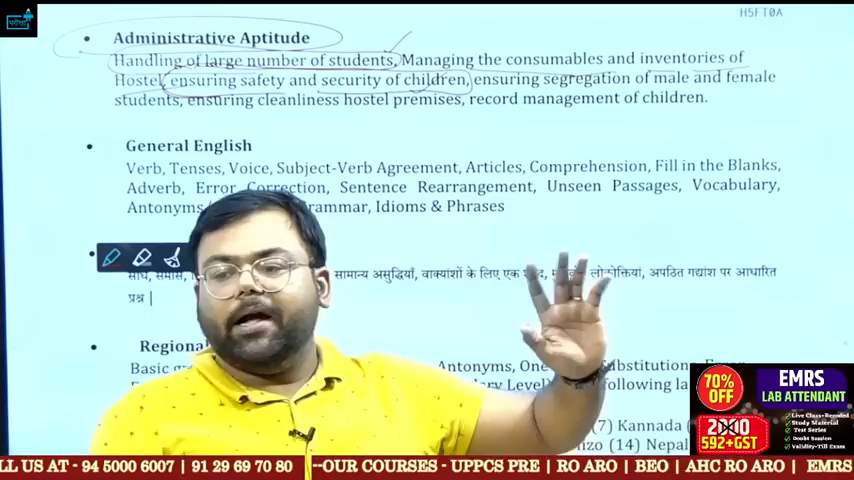 H5FT0A
परीक्षा
Administrative Aptitude
Handling of large number of students, Managing the consumables and inventories of
Hostel, ensuring safety and security of children, ensuring segregation of male and female
students, ensuring cleanliness hostel premises, record management of children.
General English
Verb, Tenses, Voice, Subject-Verb Agreement, Articles, Comprehension, Fill in the Blanks,
Adverb, Error Correction, Sentence Rearrangement, Unseen Passages, Vocabulary,
Antonyms/ Grammar, Idioms & Phrases
संधि, समास, सामान्य अशुद्धियाँ, वाक्यांशों के लिए एक लोकोक्तियां, अपठित गद्यांश पर आधारित
प्रश्न |
Regional
Basic Antonyms, One Substitutions,
Level) following
(7) Kannada
(14) Nepal
70%
OFF
EMRS
LAB ATTENDANT
Live Class+Recorded
Study Material
Test Series
Doubt Session
Validity-Till Exam
592+GST
LL US - 94 5000 6007 | 91 29 69 70 80 |--OUR COURSES - UPPCS PRE | RO ARO | BEO | AHC RO ARO | EMRS